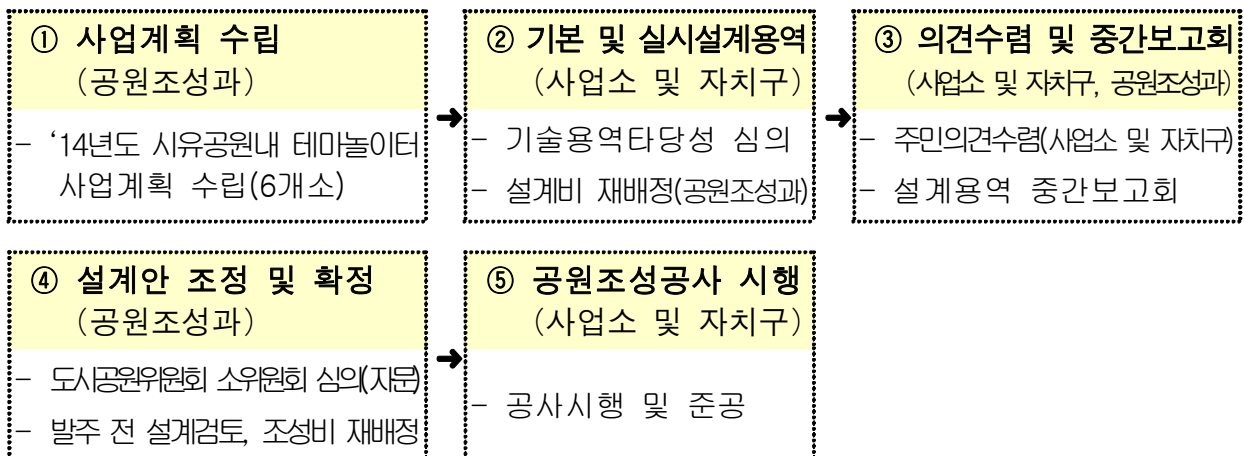 ① 사업계획 수립
(공원조성과)
- ‘14년도 시유공원내 테마놀이터
사업계획 수립(6개소)
➜
② 기본 및 실시설계용역
(사업소 및 자치구)
- 기술용역타당성 심의
- 설계비 재배정(공원조성과)
➜
③ 의견수렴 및 중간보고회
(사업소 및 자치구, 공원조성과)
- 주민의견수렴(사업소 및 자치구)
- 설계용역 중간보고회
④ 설계안 조정 및 확정
(공원조성과)
- 도시공원위원회 소위원회 심의(자문)
- 발주 전 설계검토, 조성비 재배정
➜
⑤ 공원조성공사 시행
(사업소 및 자치구)
- 공사시행 및 준공